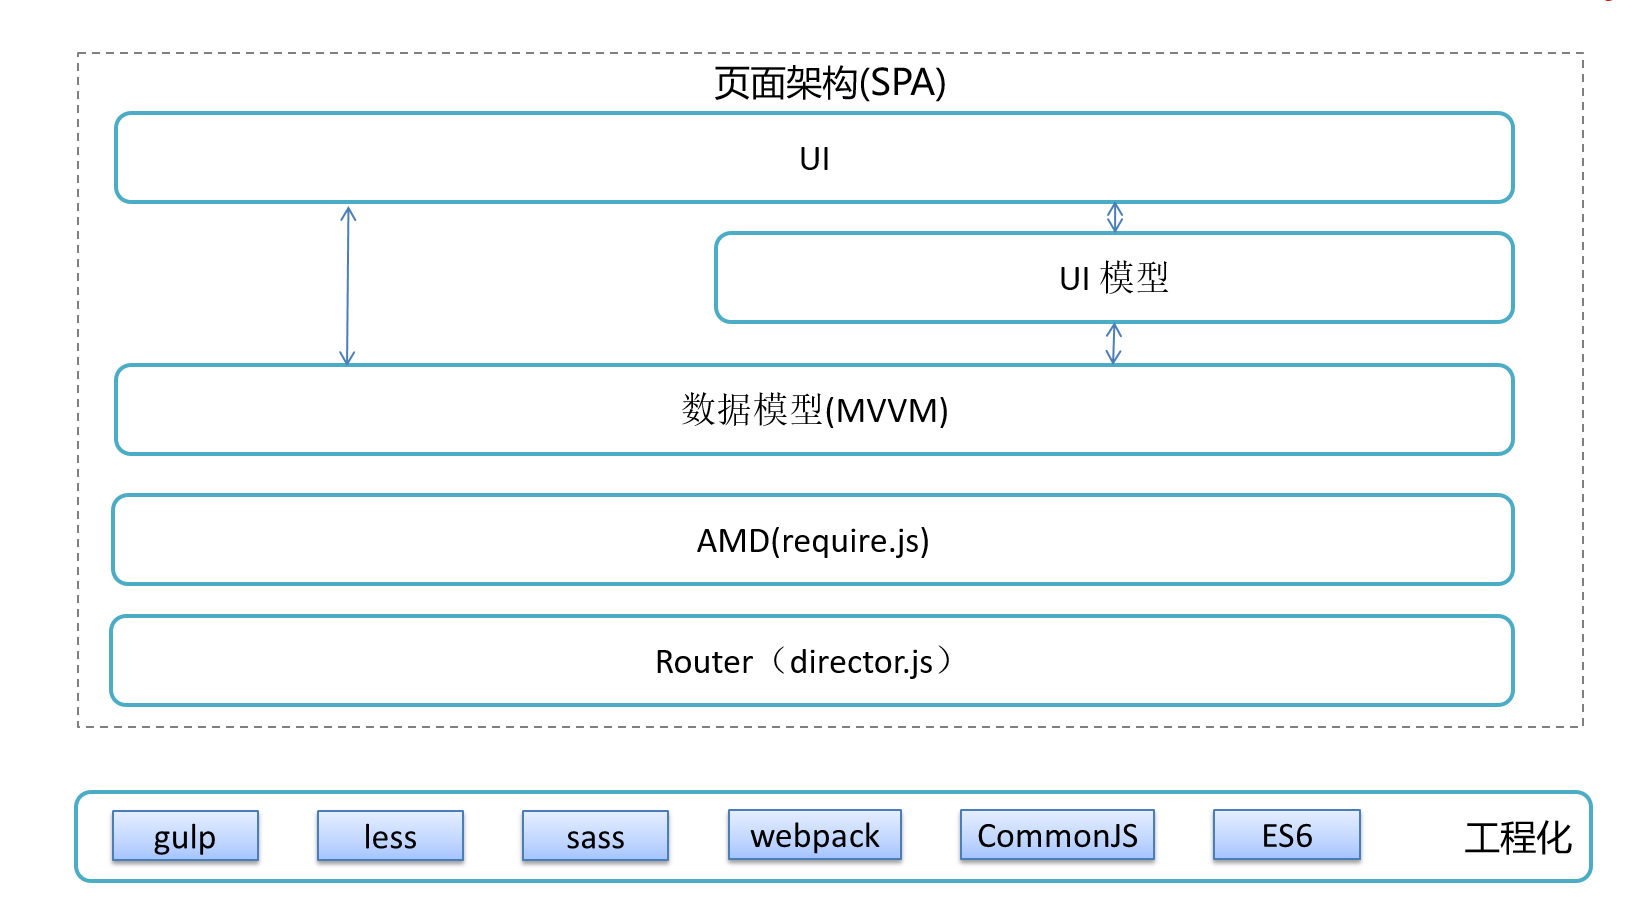 页面架构(SPA)
UI
UI 模型
数据模型(MVVM)
AMD(require.js)
Router（director.js）
gulp less sass webpack CommonJS ES6 工程化